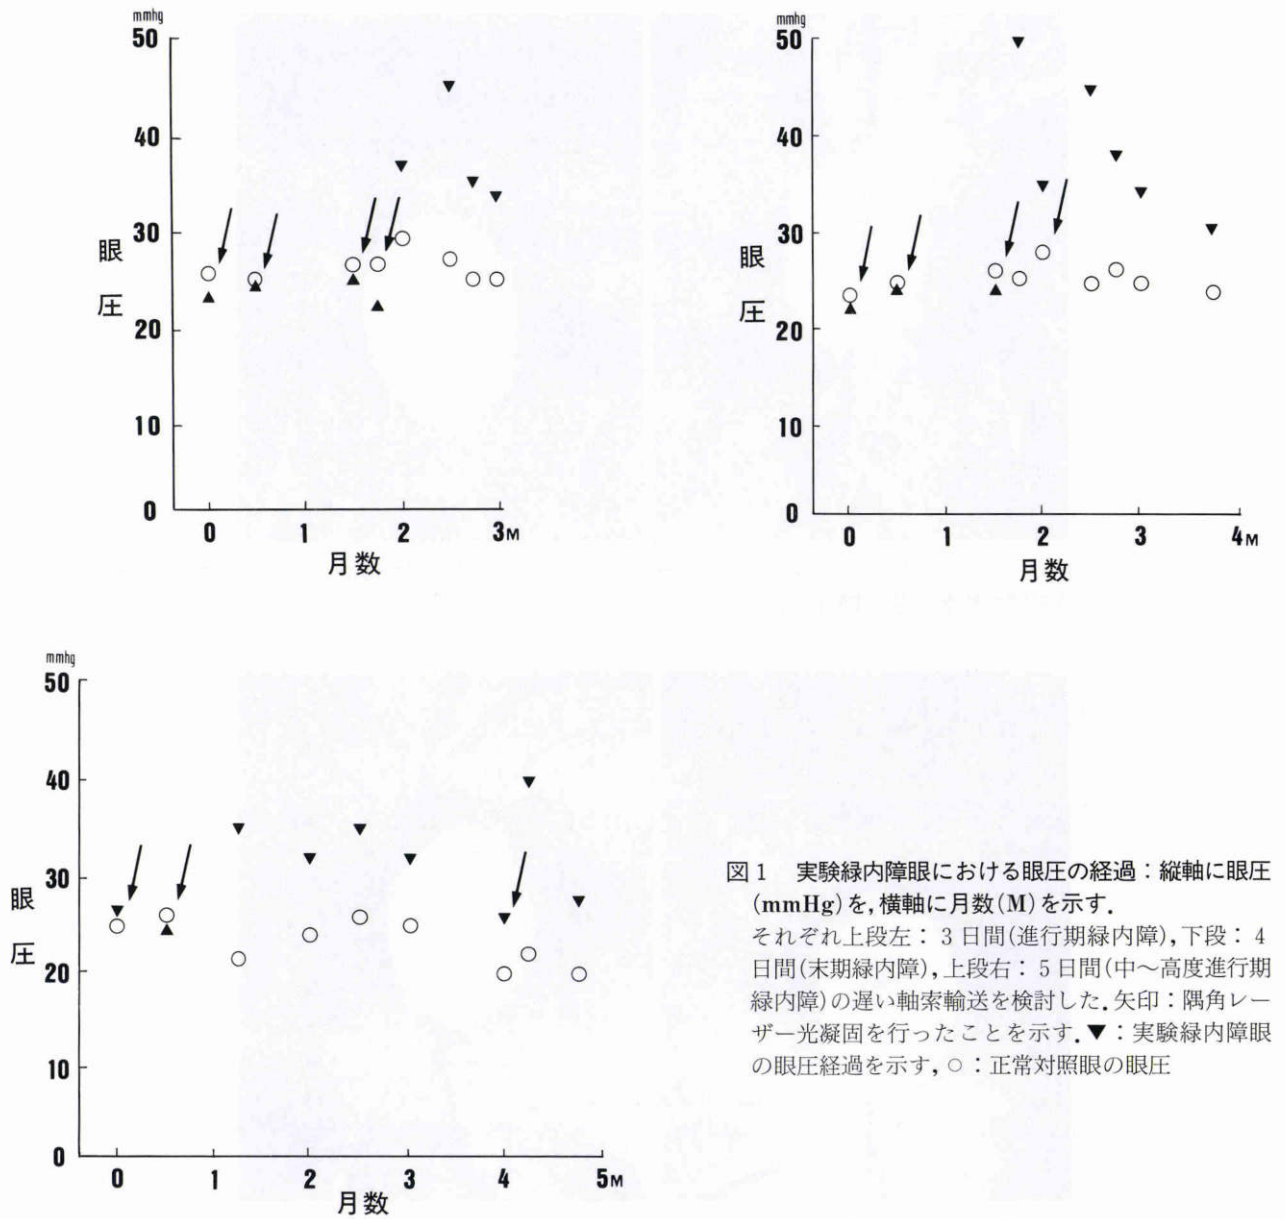 mmhg
50
40
30
20
10
0
眼
圧
0 1 2 3M
月数
mmhg
50
40
30
20
10
0
眼
圧
0 1 2 3 4M
月数
mmhg
50
40
30
20
10
0
眼
圧
0 1 2 3 4 5M
月数
図1 実験緑内障眼における眼圧の経過：縦軸に眼圧
(mmHg)を,横軸に月数(M)を示す.
それぞれ上段左：3日間(進行期緑内障),下段：4
日間(末期緑内障),上段右：5日間(中〜高度進行期
緑内障)の遅い軸索輸送を検討した.矢印：隅角レー
ザー光凝固を行ったことを示す.▼：実験緑内障眼
の眼圧経過を示す,○：正常対照眼の眼圧